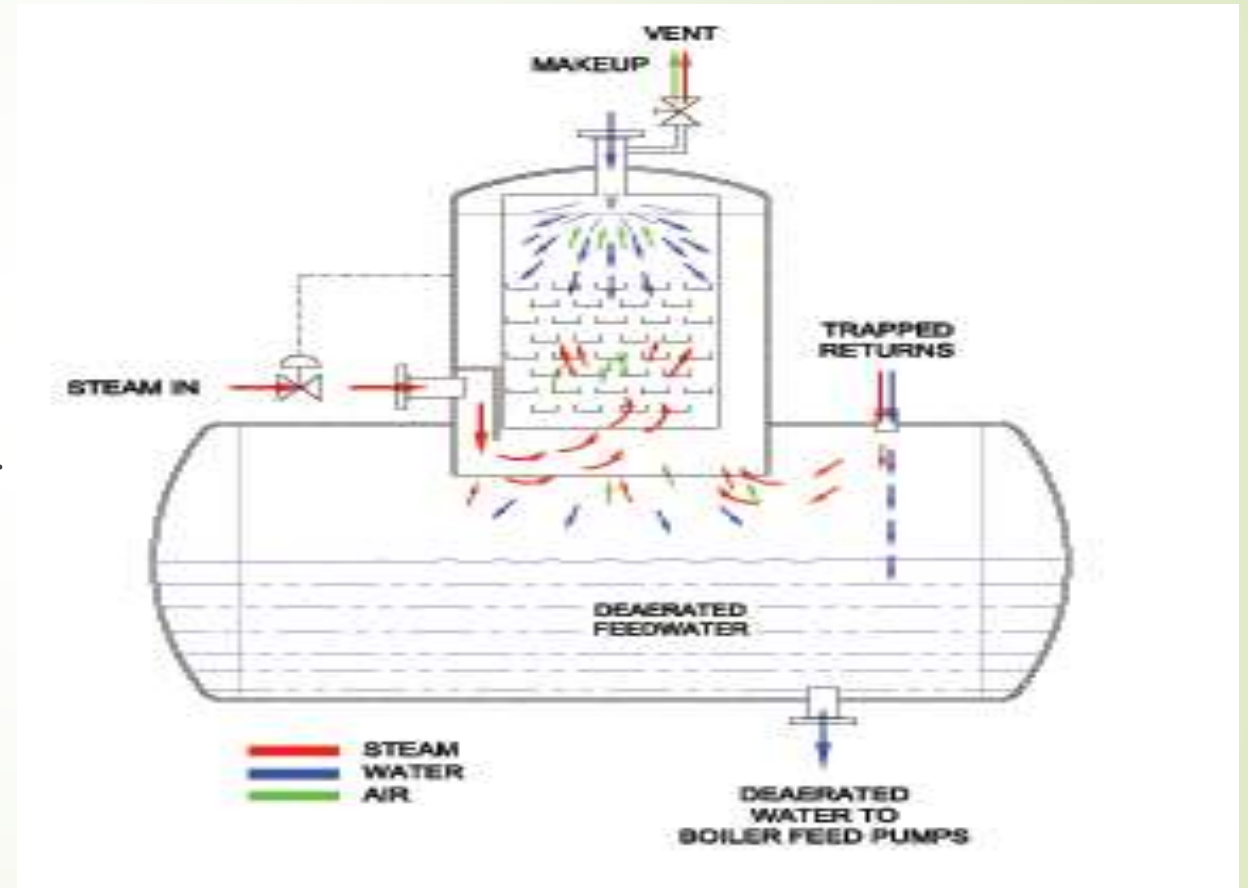 VENT
MAKEUP
TRAPPED
RETURNS
STEAM IN
DEAERATED
FEEDWATER
STEAM
WATER
AIR
DEAERATED
WATER TO
BOILER FEED PUMPS